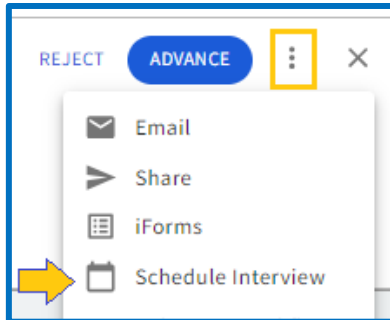 REJECT ADVANCE
Email
Share
iForms
Schedule Interview